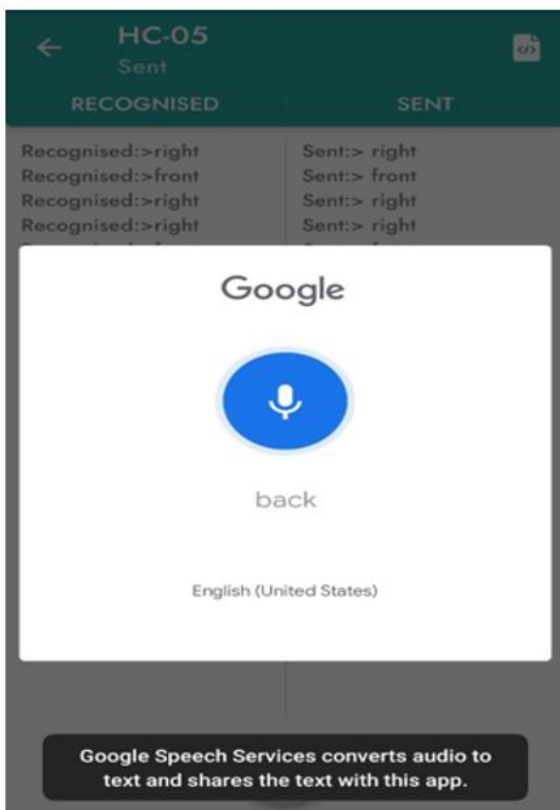 HC-05
Sent
RECOGNISED SENT
Recognised:>right Sent:> right
Recognised:>front Sent:> front
Recognised:>right Sent:> right
Recognised:>right Sent:> right
Google
back
English (United States)
Google Speech Services converts audio to
text and shares the text with this app.